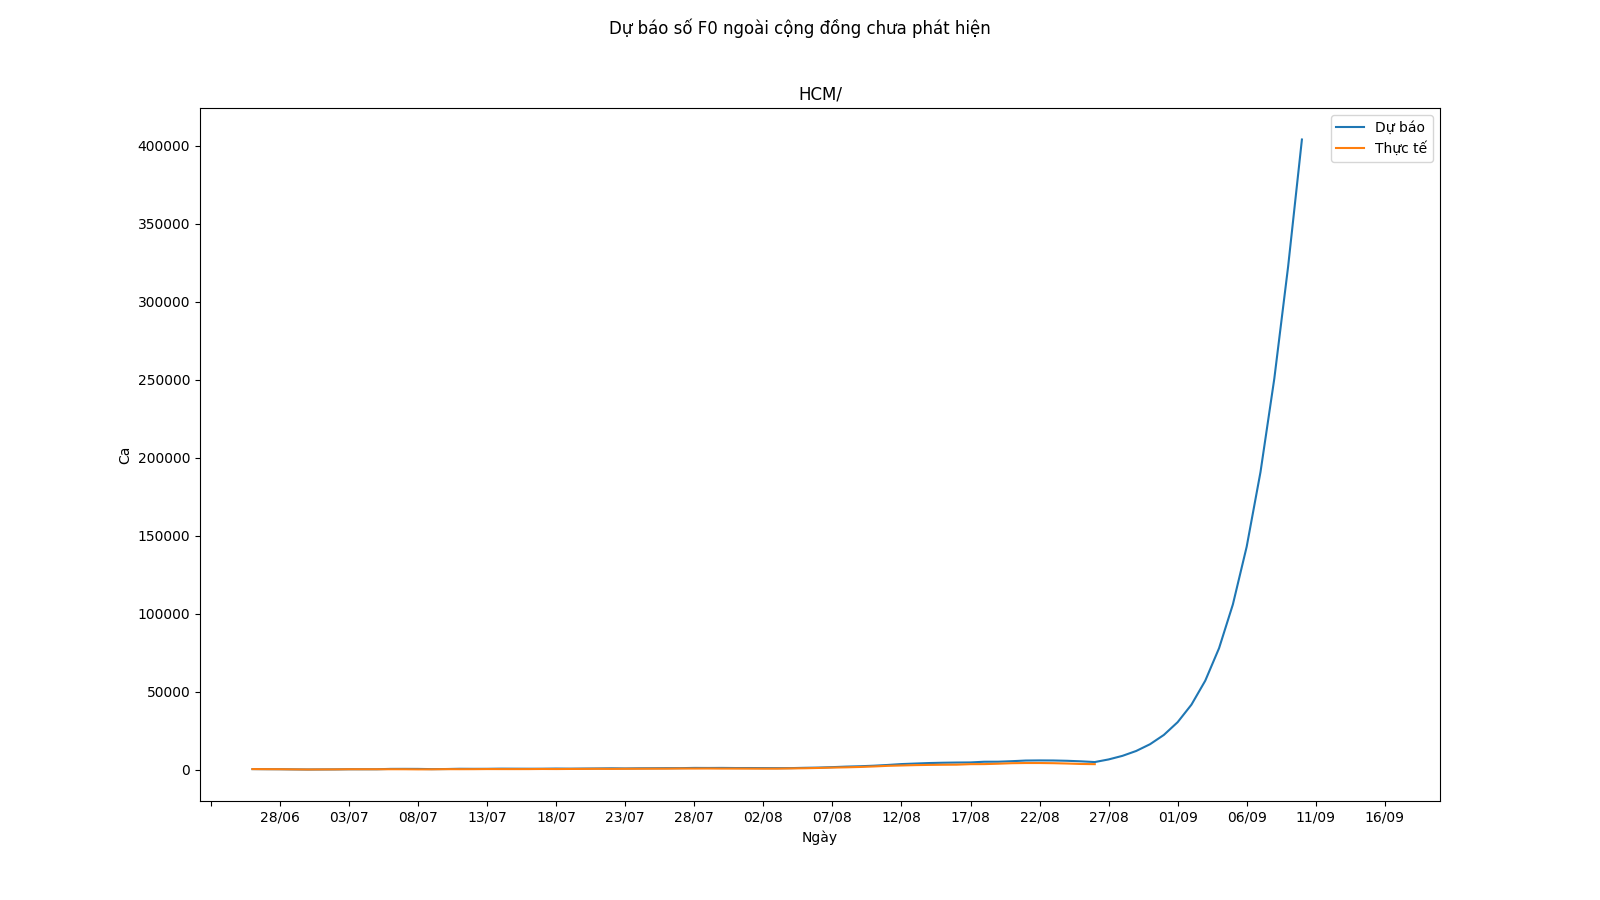 Dự báo số F0 ngoài cộng đồng chưa phát hiện
HCM/
Dự báo
Thực tế
400000
350000
300000
250000
200000
150000
100000
50000
0
Ca
28/06 03/07 08/07 13/07 18/07 23/07 28/07 02/08 07/08 12/08 17/08 22/08 27/08 01/09 06/09 11/09 16/09
Ngày